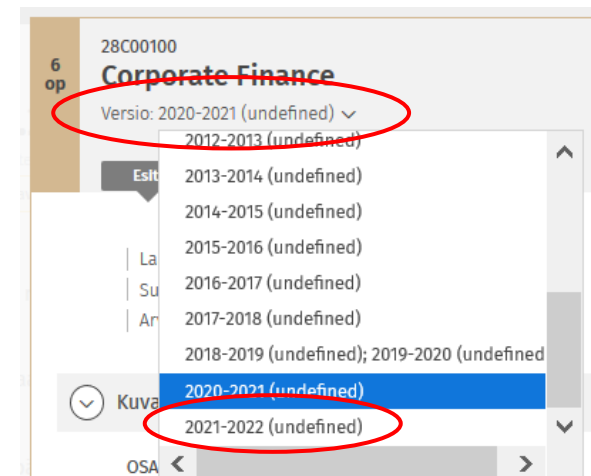 28C00100
6
op
Corporate Finance
Versio: 2020-2021 (undefined)
2012-2013 (undefined)
Esit
2013-2014 (undefined)
2014-2015 (undefined)
La
2015-2016 (undefined)
Su
2016-2017 (undefined)
Ar
2017-2018 (undefined)
2018-2019 (undefined); 2019-2020 (undefined
Kuva
2020-2021 (undefined)
2021-2022 (undefined)
OSA